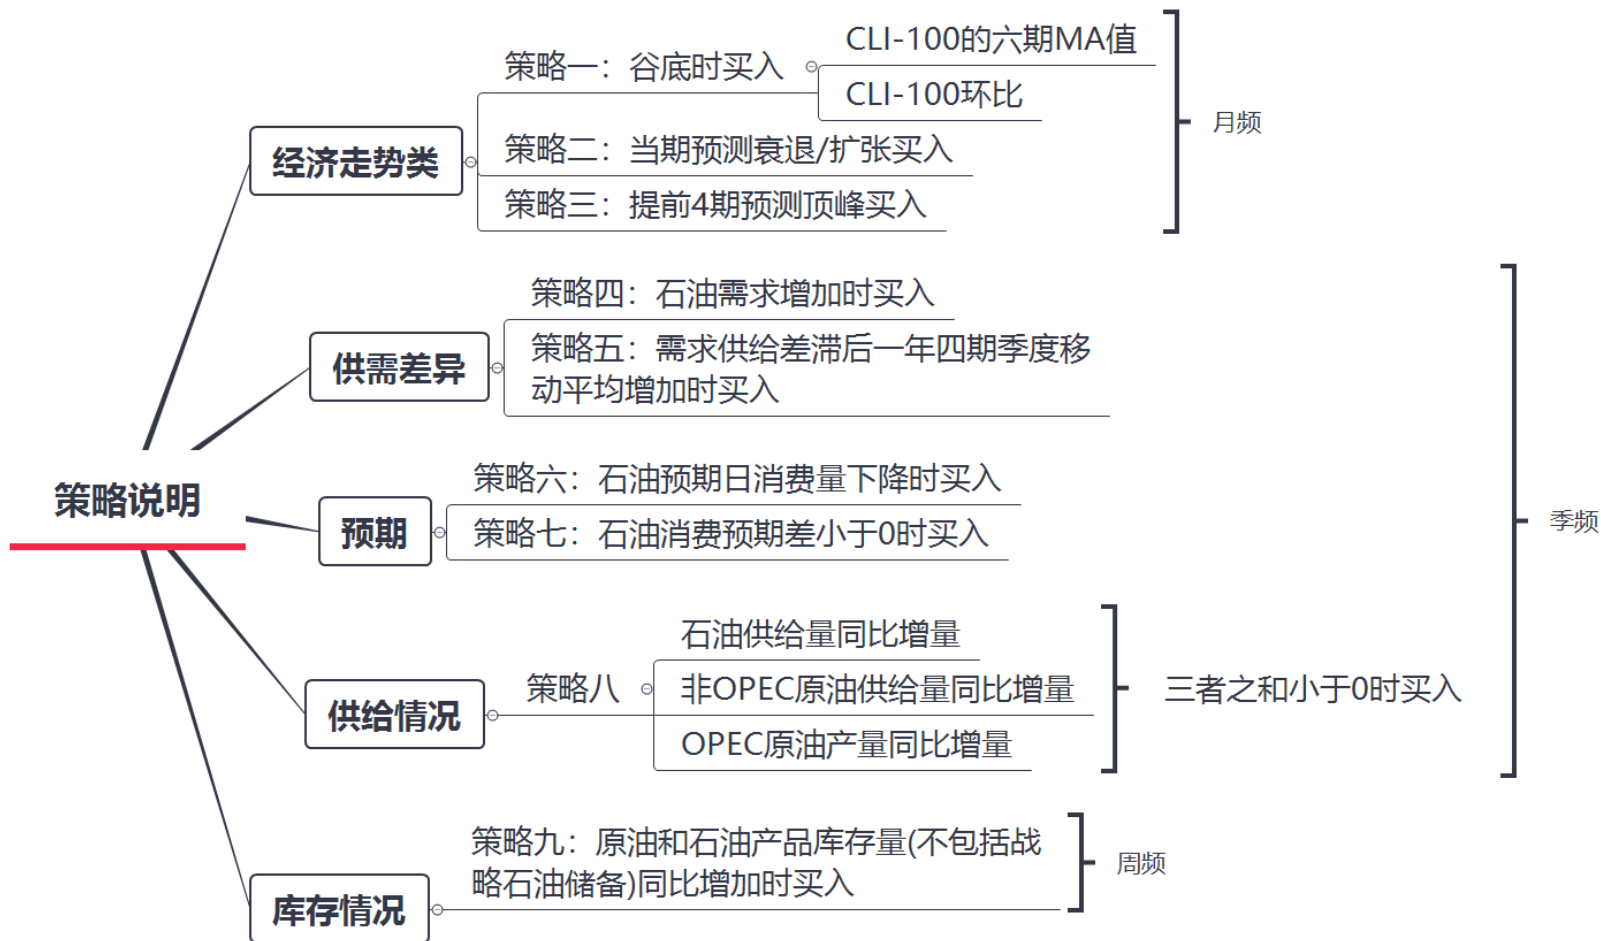 策略说明
经济走势类
策略一：谷底时买入
CLI-100的六期MA值
CLI-100环比
策略二：当期预测衰退/扩张买入
策略三：提前4期预测顶峰买入
月频
供需差异
策略四：石油需求增加时买入
策略五：需求供给差滞后一年四期季度移
动平均增加时买入
预期
策略六：石油预期日消费量下降时买入
策略七：石油消费预期差小于0时买入
供给情况
策略八
石油供给量同比增量
非OPEC原油供给量同比增量
OPEC原油产量同比增量
三者之和小于0时买入
季频
库存情况
策略九：原油和石油产品库存量(不包括战
略石油储备)同比增加时买入
周频